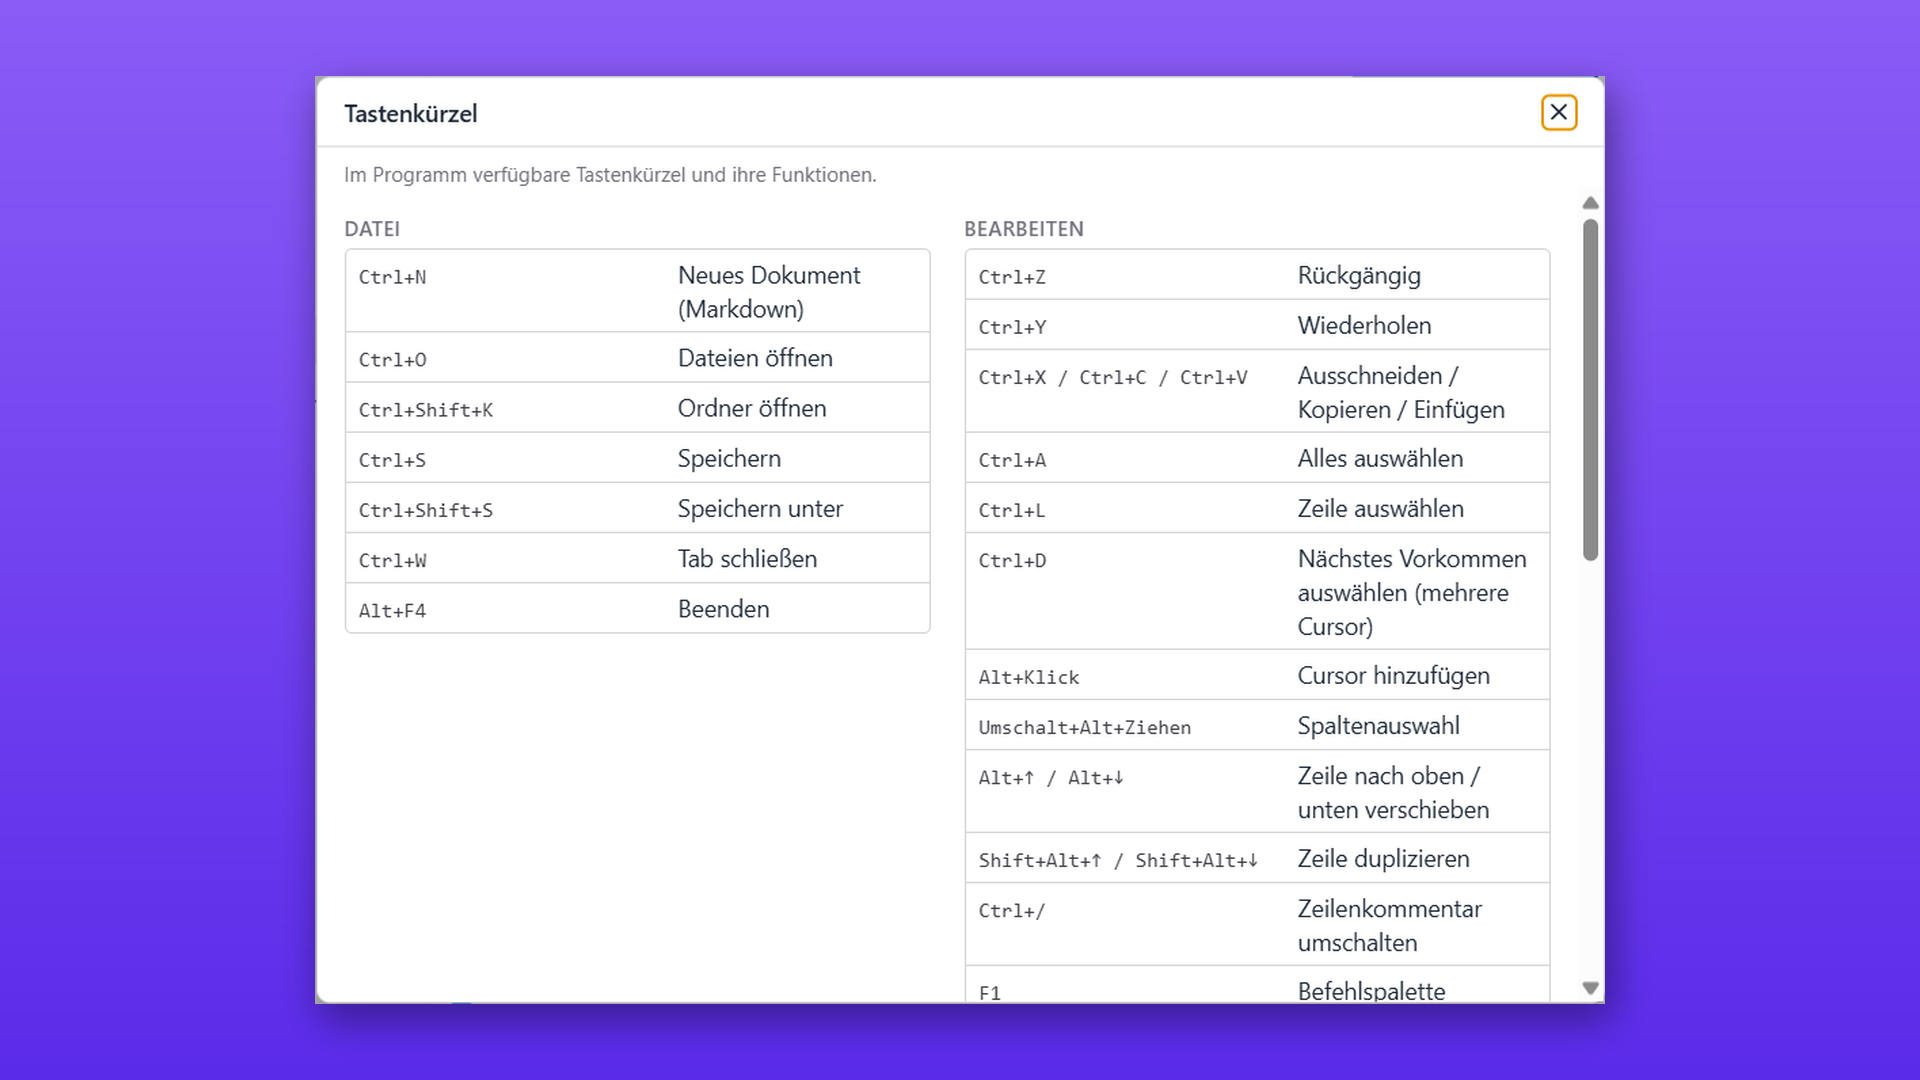 Tastenkürzel
Im Programm verfügbare Tastenkürzel und ihre Funktionen.
DATEI
Ctrl+N Neues Dokument
(Markdown)
Ctrl+O Dateien öffnen
Ctrl+Shift+K Ordner öffnen
Ctrl+S Speichern
Ctrl+Shift+S Speichern unter
Ctrl+W Tab schließen
Alt+F4 Beenden
BEARBEITEN
Ctrl+Z Rückgängig
Ctrl+Y Wiederholen
Ctrl+X / Ctrl+C / Ctrl+V Ausschneiden /
Kopieren / Einfügen
Ctrl+A Alles auswählen
Ctrl+L Zeile auswählen
Ctrl+D Nächstes Vorkommen
auswählen (mehrere
Cursor)
Alt+Klick Cursor hinzufügen
Umschalt+Alt+Ziehen Spaltenauswahl
Alt+↑ / Alt+↓ Zeile nach oben /
unten verschieben
Shift+Alt+↑ / Shift+Alt+↓ Zeile duplizieren
Ctrl+/ Zeilenkommentar
umschalten
F1 Befehlspalette